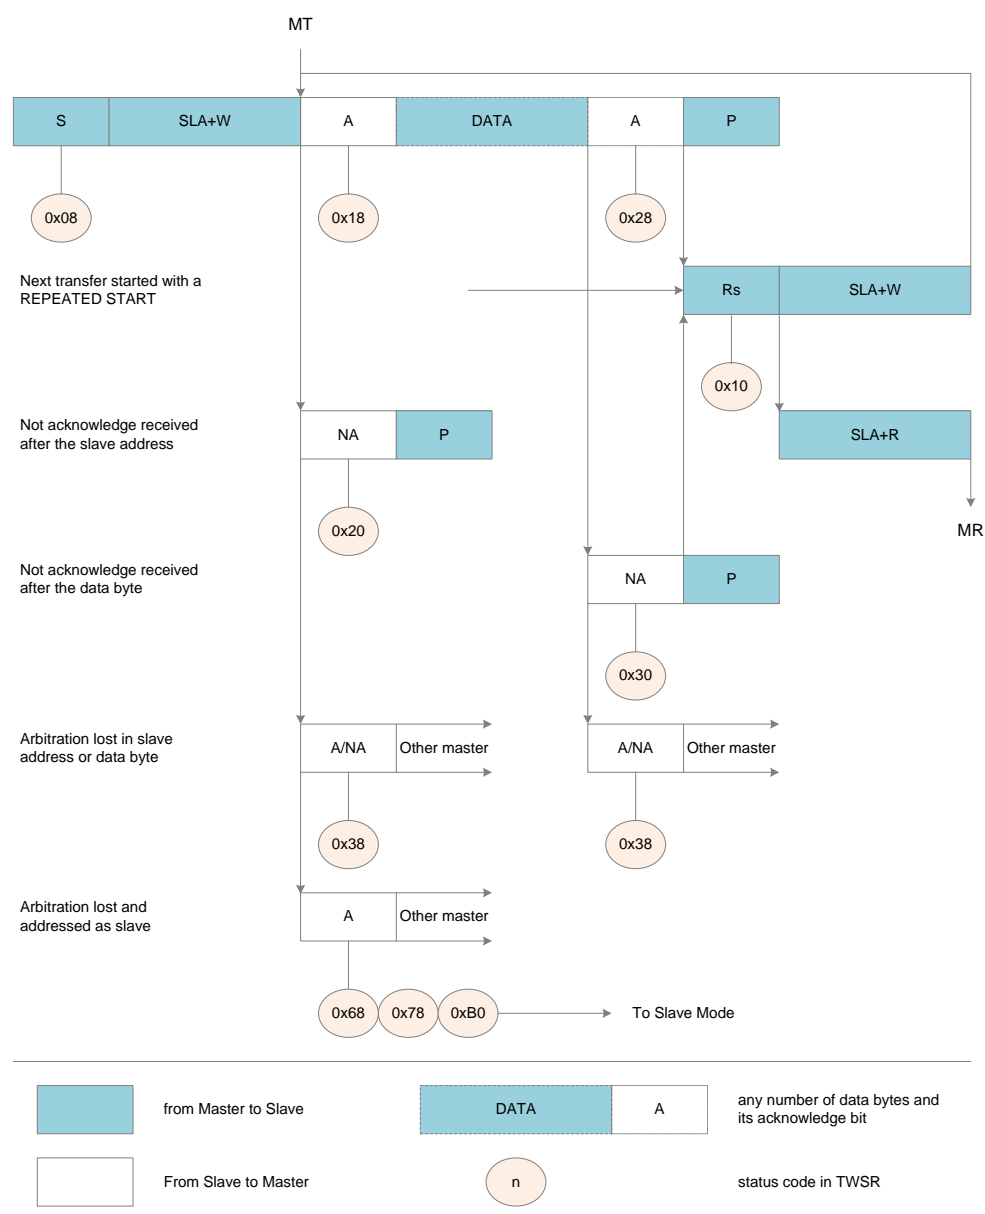 MT
S SLA+W A DATA A P
0x08 0x18 0x28
Next transfer started with a
REPEATED START
Rs SLA+W
0x10
Not acknowledge received
after the slave address
NA P
SLA+R
0x20
MR
Not acknowledge received
after the data byte
NA P
0x30
Arbitration lost in slave
address or data byte
A/NA Other master A/NA Other master
0x38 0x38
Arbitration lost and
addressed as slave
A Other master
0x68 0x78 0xB0 To Slave Mode
from Master to Slave
DATA A
any number of data bytes and
its acknowledge bit
From Slave to Master
n
status code in TWSR